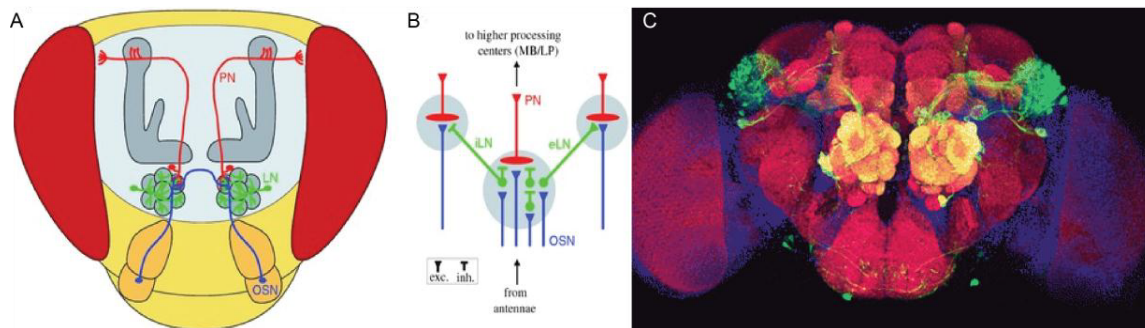 A
PN
LN
OSN
B
to higher processing
centers (MB/LP)
PN
iLN
eLN
OSN
exc. inh.
from
antennae
C